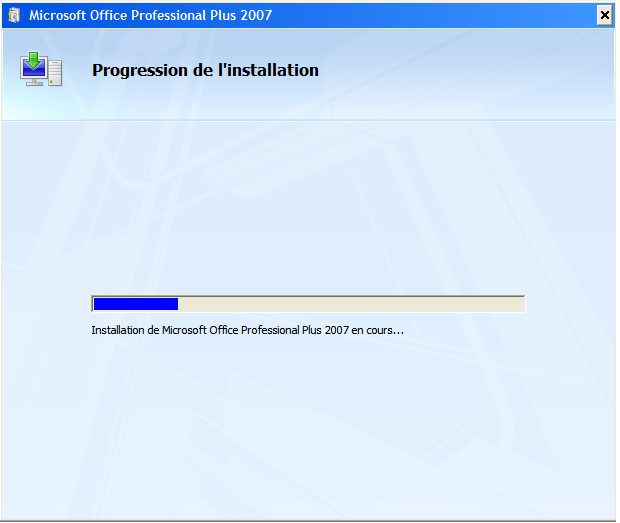 Microsoft Office Professional Plus 2007
Progression de l'installation
Installation de Microsoft Office Professional Plus 2007 en cours...